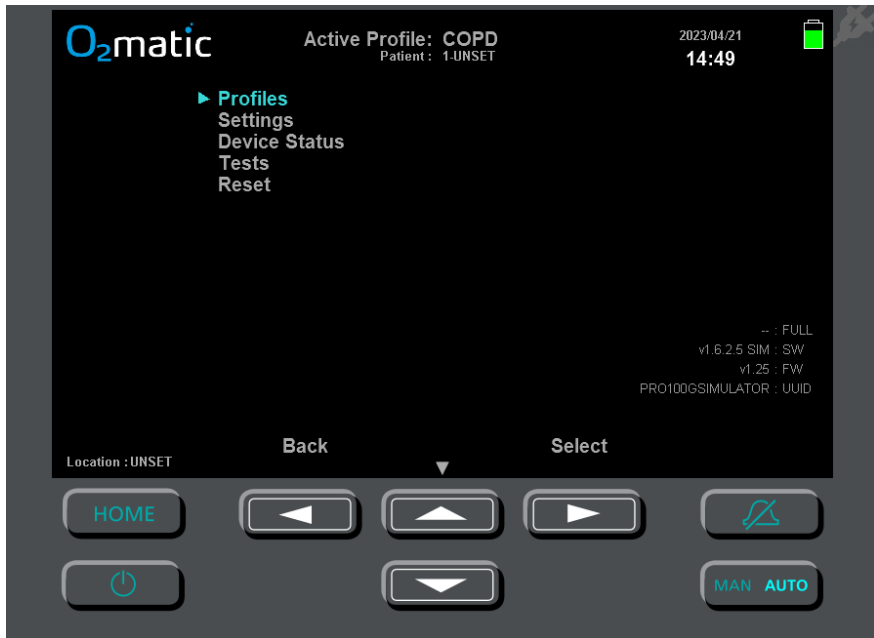 O2matic
Active Profile: COPD
Patient : 1-UNSET
2023/04/21
14:49
Profiles
Settings
Device Status
Tests
Reset
-- : FULL
v1.6.2.5 SIM : SW
v1.25 : FW
PRO100GSIMULATOR : UUID
Back Select
Location : UNSET
HOME
MAN AUTO